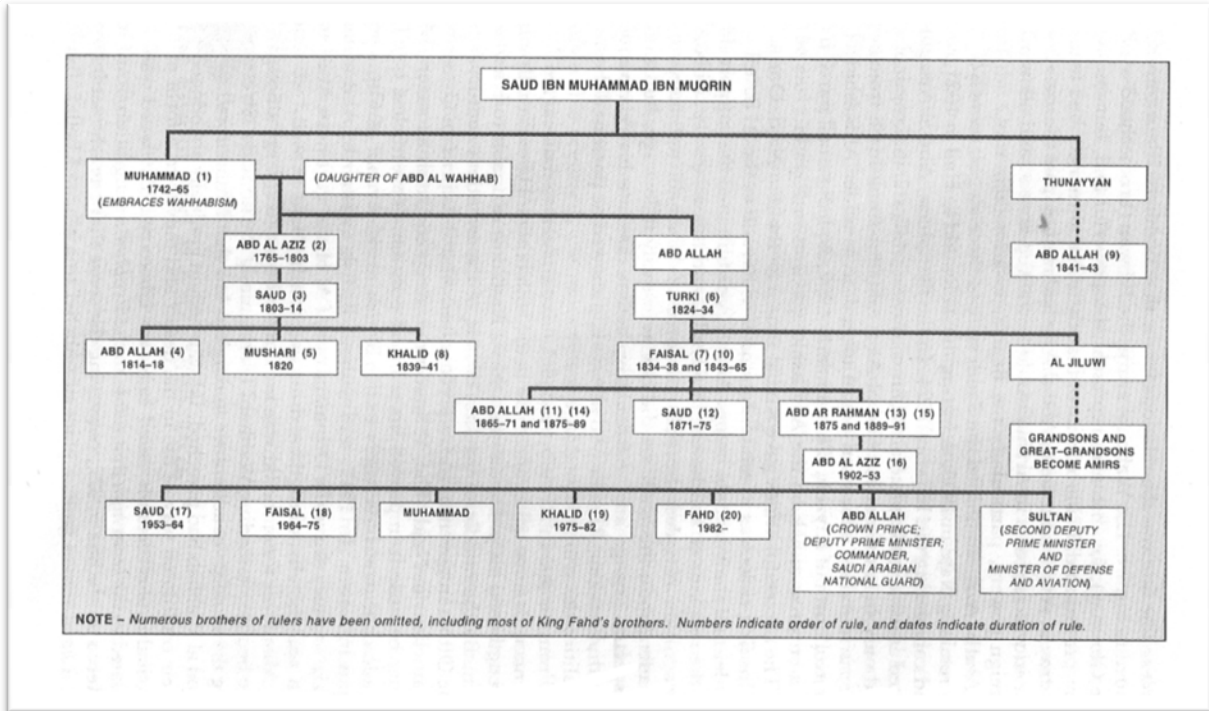 SAUD IBN MUHAMMAD IBN MUQRIN
MUHAMMAD (1)
1742–65
(EMBRACES WAHHABISM)
(DAUGHTER OF ABD AL WAHHAB)
THUNAYYAN
ABD AL AZIZ (2)
1765–1803
ABD ALLAH
ABD ALLAH (9)
1841–43
SAUD (3)
1803–14
TURKI (6)
1824–34
ABD ALLAH (4)
1814–18
MUSHARI (5)
1820
KHALID (8)
1839–41
FAISAL (7) (10)
1834–38 and 1843–65
AL JILUWI
ABD ALLAH (11) (14)
1865–71 and 1875–89
SAUD (12)
1871–75
ABD AR RAHMAN (13) (15)
1875 and 1889–91
GRANDSONS AND
GREAT–GRANDSONS
BECOME AMIRS
ABD AL AZIZ (16)
1902–53
SAUD (17)
1953–64
FAISAL (18)
1964–75
MUHAMMAD
KHALID (19)
1975–82
FAHD (20)
1982–
ABD ALLAH
(CROWN PRINCE;
DEPUTY PRIME MINISTER;
COMMANDER,
SAUDI ARABIAN
NATIONAL GUARD)
SULTAN
(SECOND DEPUTY
PRIME MINISTER
AND
MINISTER OF DEFENSE
AND AVIATION)
NOTE – Numerous brothers of rulers have been omitted, including most of King Fahd's brothers. Numbers indicate order of rule, and dates indicate duration of rule.